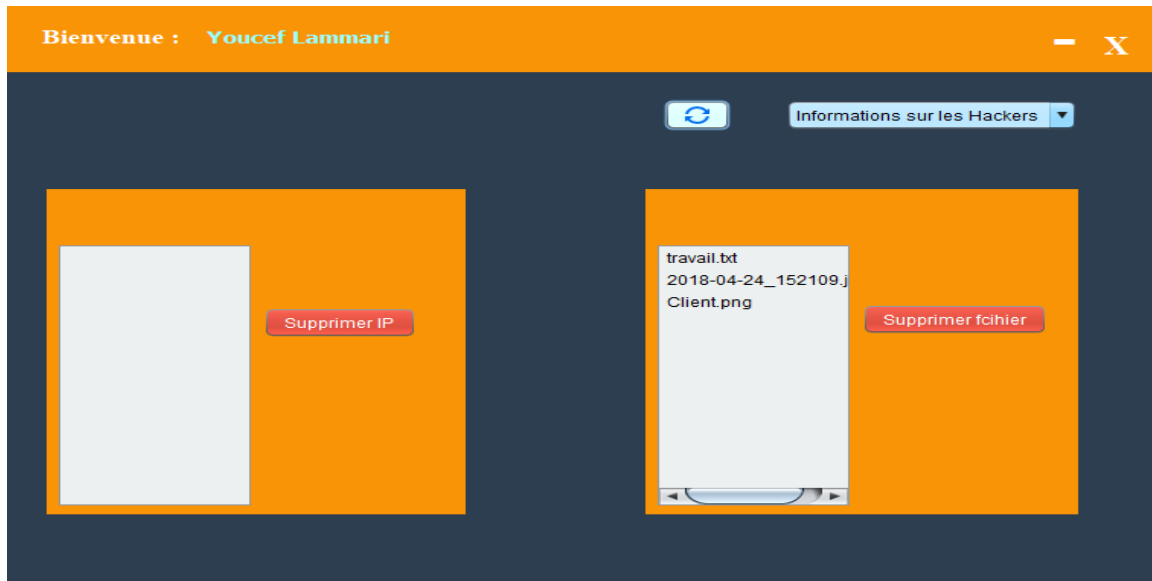 Bienvenue : Youcef Lammari
- X
Informations sur les Hackers
travail.txt
2018-04-24_152109.j
Client.png
Supprimer IP
Supprimer fcihier